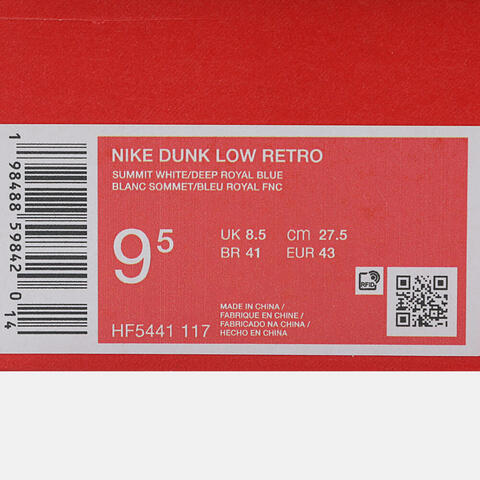 NIKE DUNK LOW RETRO
SUMMIT WHITE/DEEP ROYAL BLUE
BLANC SOMMET/BLEU ROYAL FNC
9⁵
UK 8.5 cm 27.5
BR 41 EUR 43
RFID
MADE IN CHINA /
FABRIQUE EN CHINE /
FABRICADO NA CHINA /
HECHO EN CHINA
HF5441 117
1 98488 59842 0 14